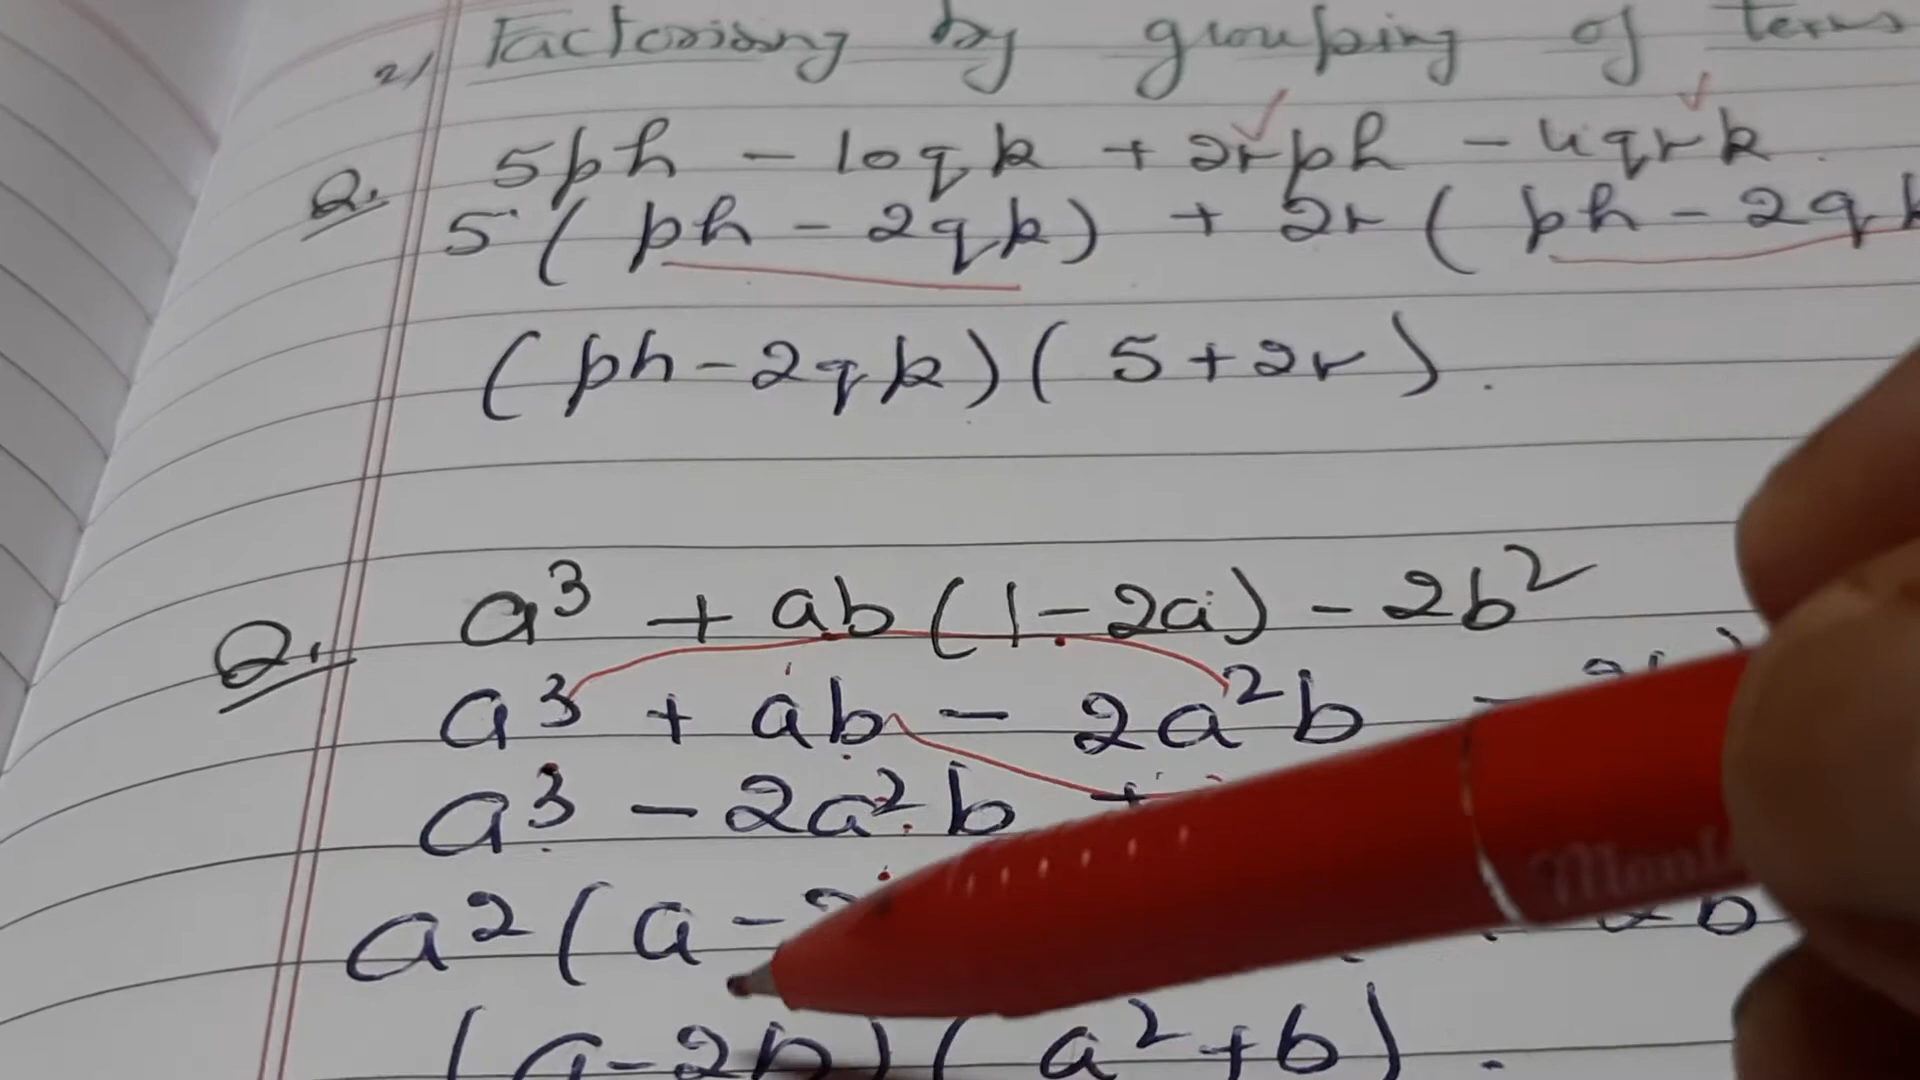 2) Factorising by grouping of terms
Q. 5ph - 10qk + 2rph - 4qrk.
5(ph - 2qk) + 2r(ph - 2qk
(ph - 2qk)(5 + 2r).
Q. a³ + ab(1 - 2a) - 2b²
a³ + ab - 2a²b -
a³ - 2a²b +
a²(a - 2b
(a - 2b)(a² + b).